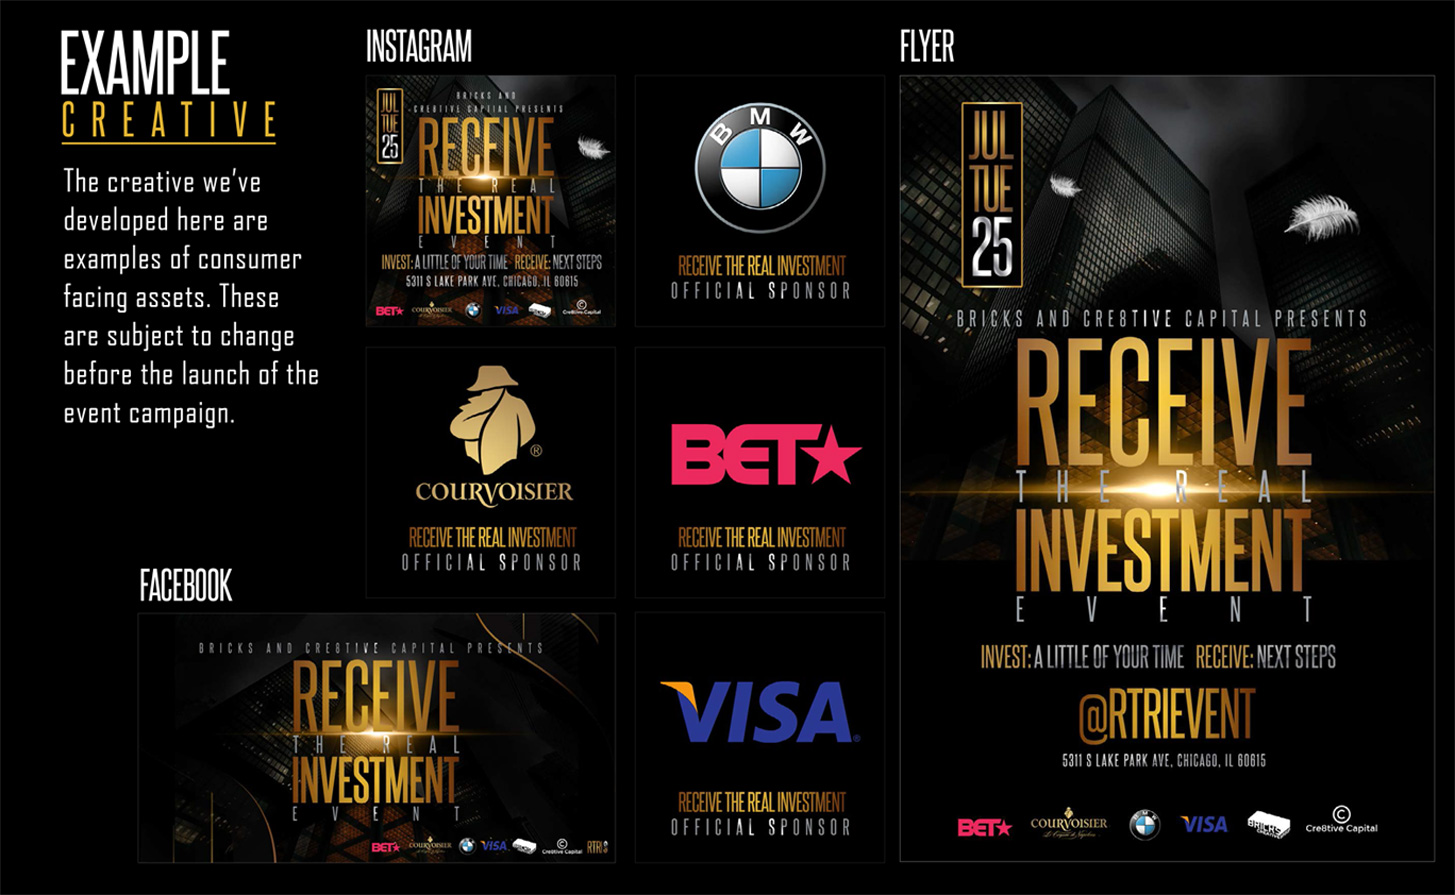 EXAMPLE
CREATIVE
The creative we've
developed here are
examples of consumer
facing assets. These
are subject to change
before the launch of the
event campaign.
INSTAGRAM
JUL
TUE
25
BRICKS AND
CRE8TIVE CAPTIAL PRESENTS
RECEIVE
THE REAL
INVESTMENT
EVENT
INVEST: A LITTLE OF YOUR TIME RECEIVE: NEXT STEPS
5311 S LAKE PARK AVE, CHICAGO, IL 60615
BET COURVOISIER VISA Cre8tive Capital
BMW
RECEIVE THE REAL INVESTMENT
OFFICIAL SPONSOR
COURVOISIER
RECEIVE THE REAL INVESTMENT
OFFICIAL SPONSOR
BET
RECEIVE THE REAL INVESTMENT
OFFICIAL SPONSOR
VISA
RECEIVE THE REAL INVESTMENT
OFFICIAL SPONSOR
FACEBOOK
BRICKS AND CRE8TIVE CAPITAL PRESENTS
RECEIVE
THE REAL
INVESTMENT
EVENT
BET COURVOISIER VISA Cre8tive Capital
FLYER
JUL
TUE
25
BRICKS AND CRE8TIVE CAPITAL PRESENTS
RECEIVE
THE REAL
INVESTMENT
EVENT
INVEST: A LITTLE OF YOUR TIME RECEIVE: NEXT STEPS
@RTRIEVENT
5311 S LAKE PARK AVE, CHICAGO, IL 60615
BET COURVOISIER BMW VISA BRICKS Cre8tive Capital